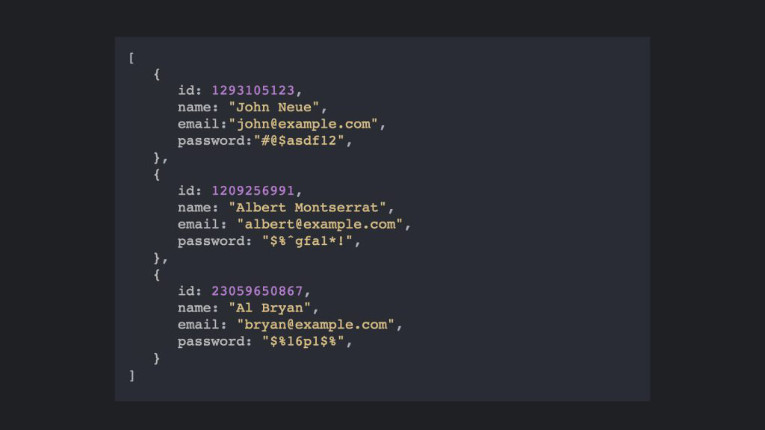 [
{
id: 1293105123,
name: "John Neue",
email:"john@example.com",
password:"#@$asdf12",
},
{
id: 1209256991,
name: "Albert Montserrat",
email: "albert@example.com",
password: "$%ˆgfa1*!",
},
{
id: 23059650867,
name: "Al Bryan",
email: "bryan@example.com",
password: "$%16p1$%",
}
]